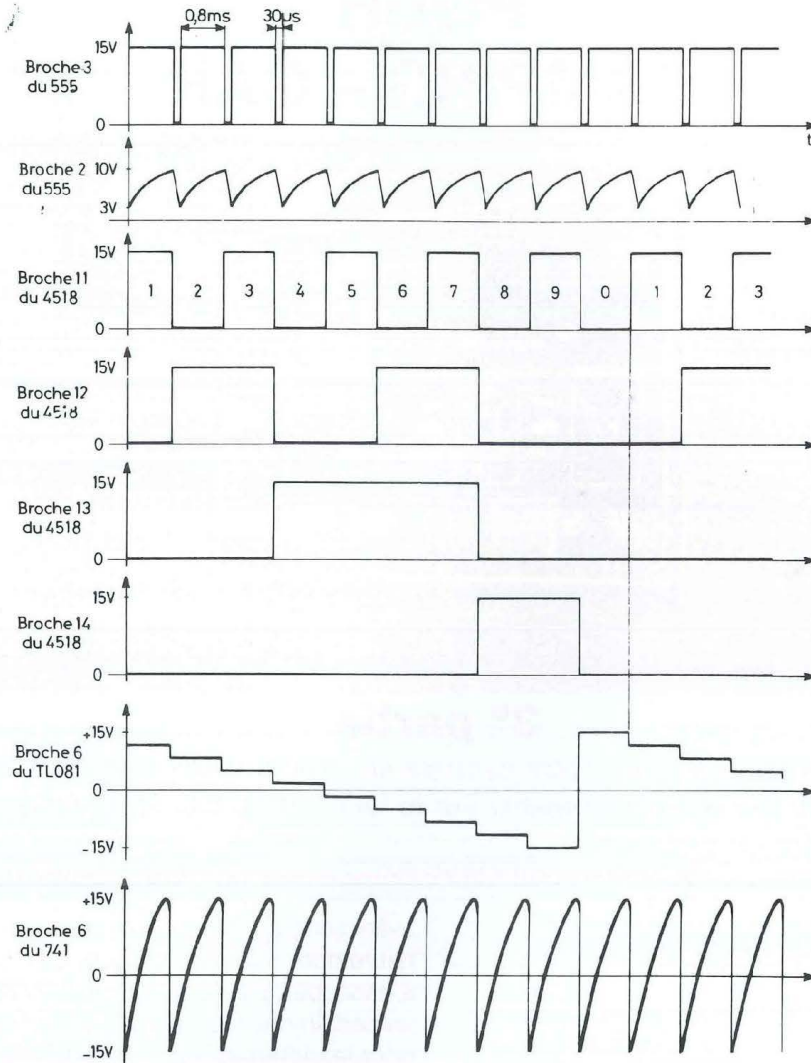 0,8ms 30µs
15V
Broche 3
du 555
0
t
Broche 2
du 555
10V
3V
Broche 11
du 4518
15V
0
1 2 3 4 5 6 7 8 9 0 1 2 3
Broche 12
du 4518
15V
0
Broche 13
du 4518
15V
0
Broche 14
du 4518
15V
0
Broche 6
du TL081
+15V
0
-15V
Broche 6
du 741
+15V
0
-15V